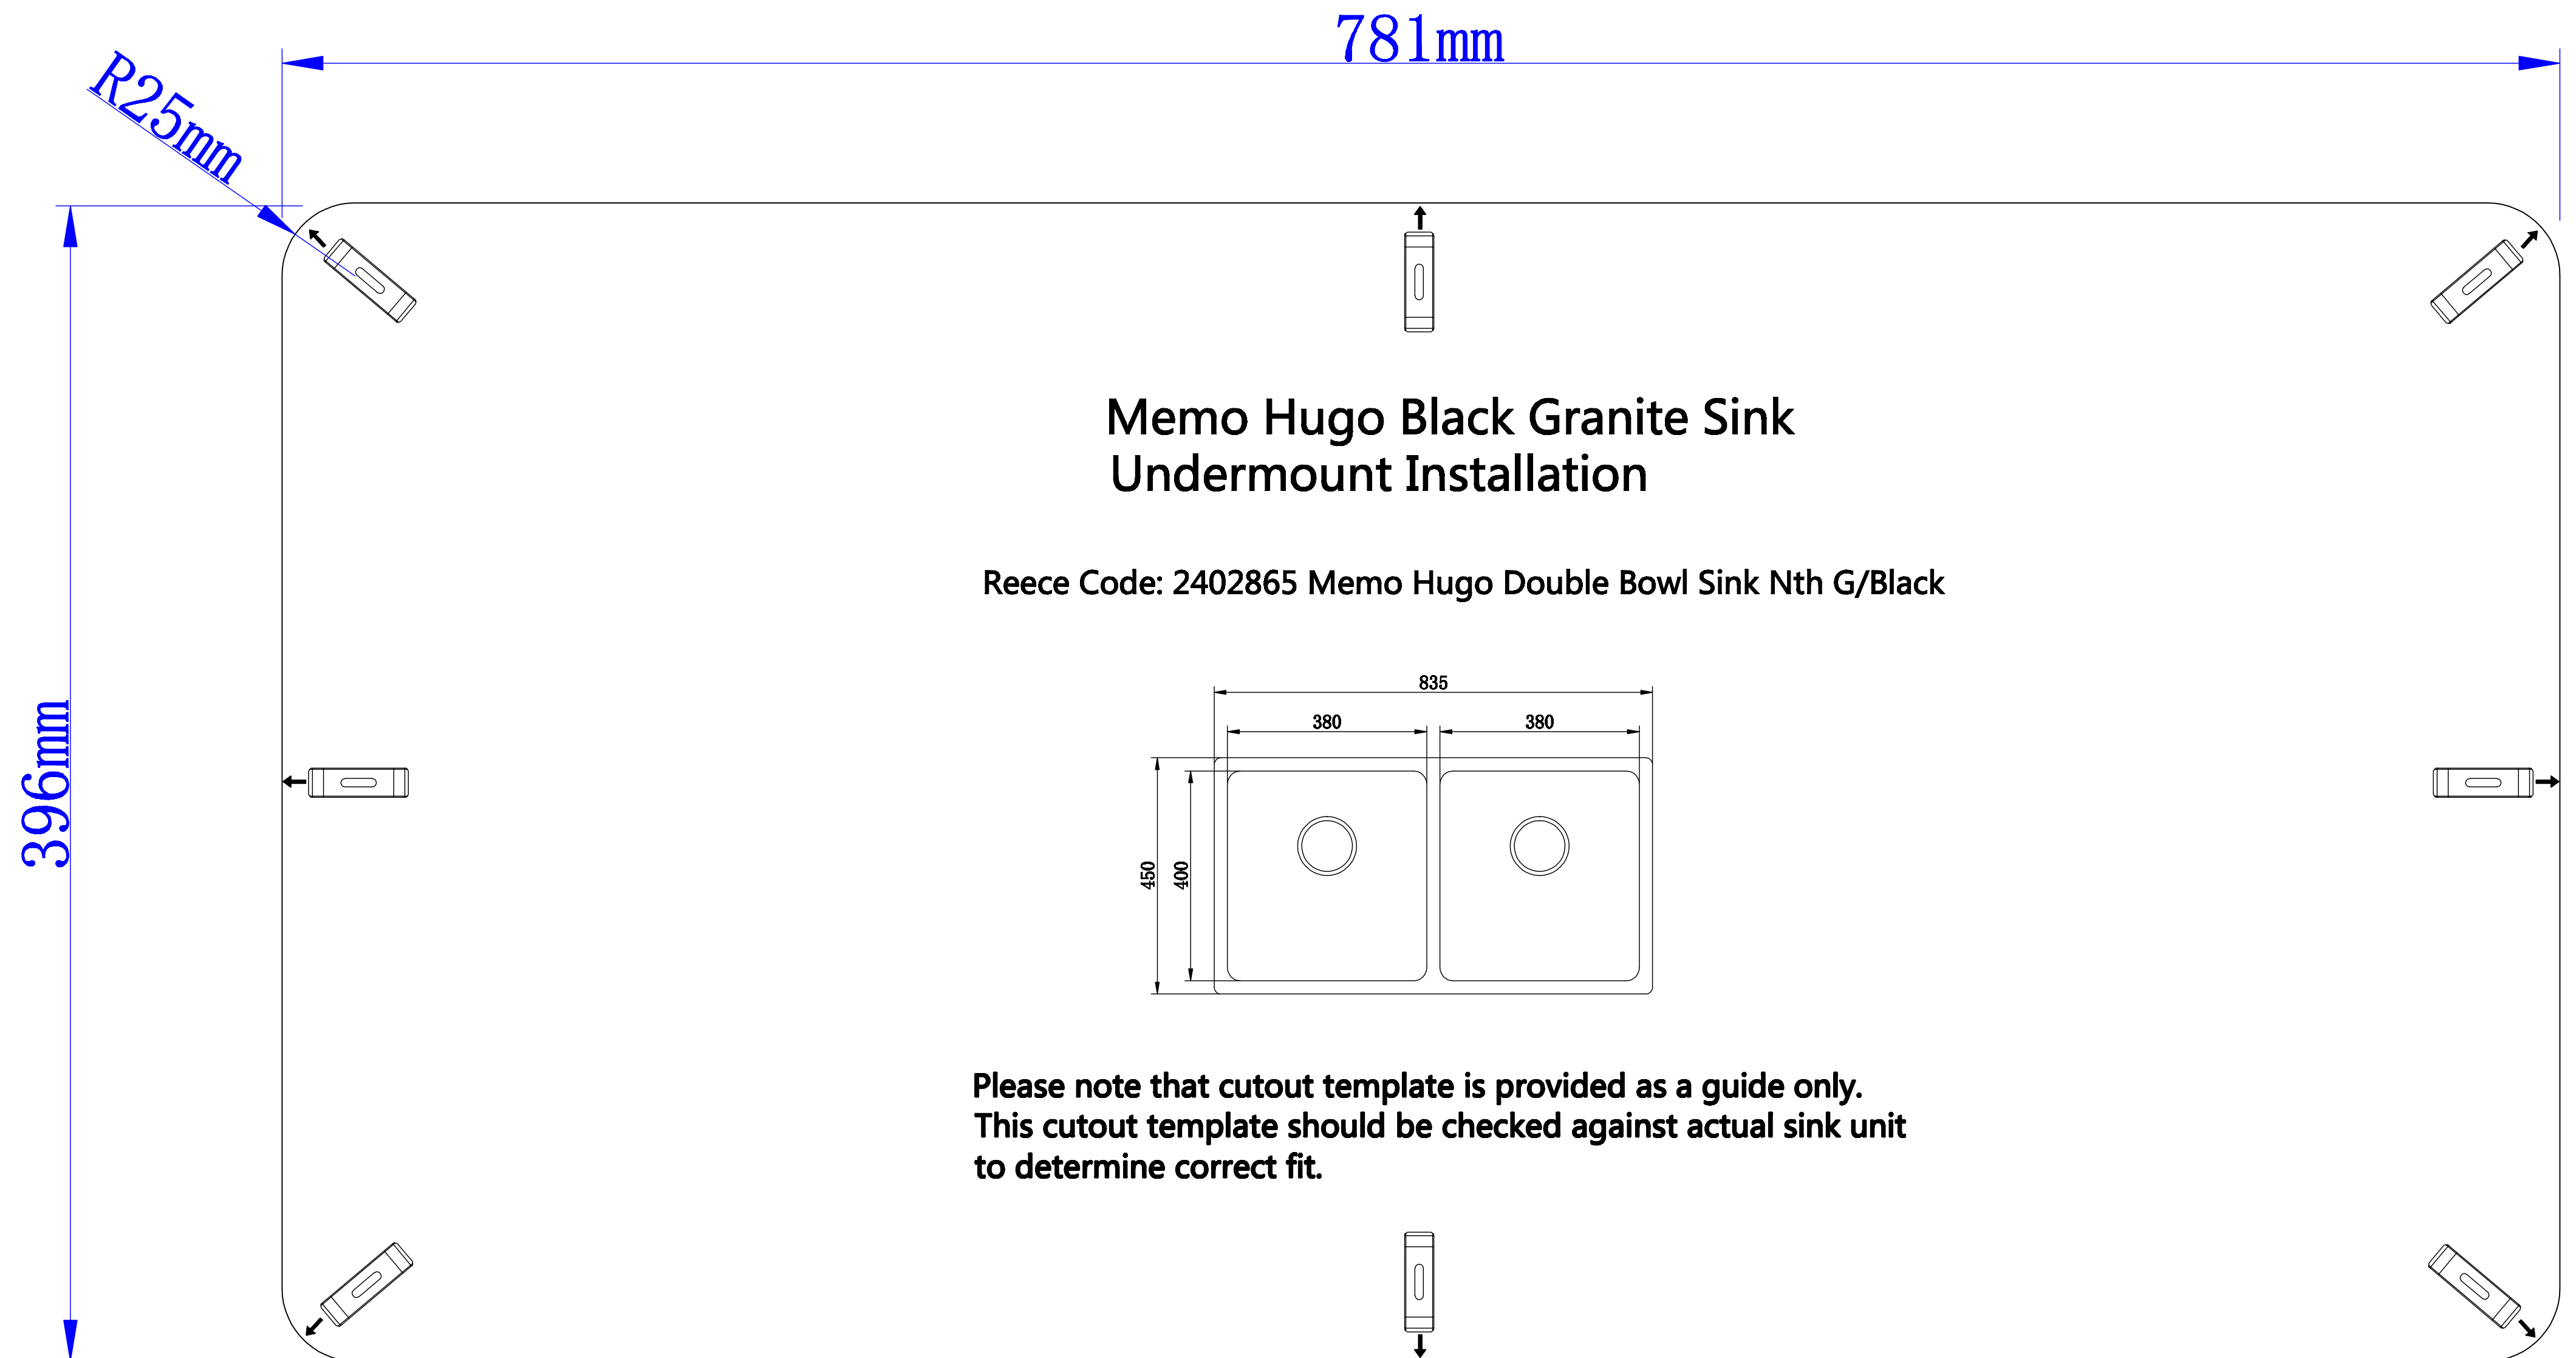 781mm
R25mm
Memo Hugo Black Granite Sink
Undermount Installation
Reece Code: 2402865 Memo Hugo Double Bowl Sink Nth G/Black
835
380 380
396mm
450
400
Please note that cutout template is provided as a guide only.
This cutout template should be checked against actual sink unit
to determine correct fit.